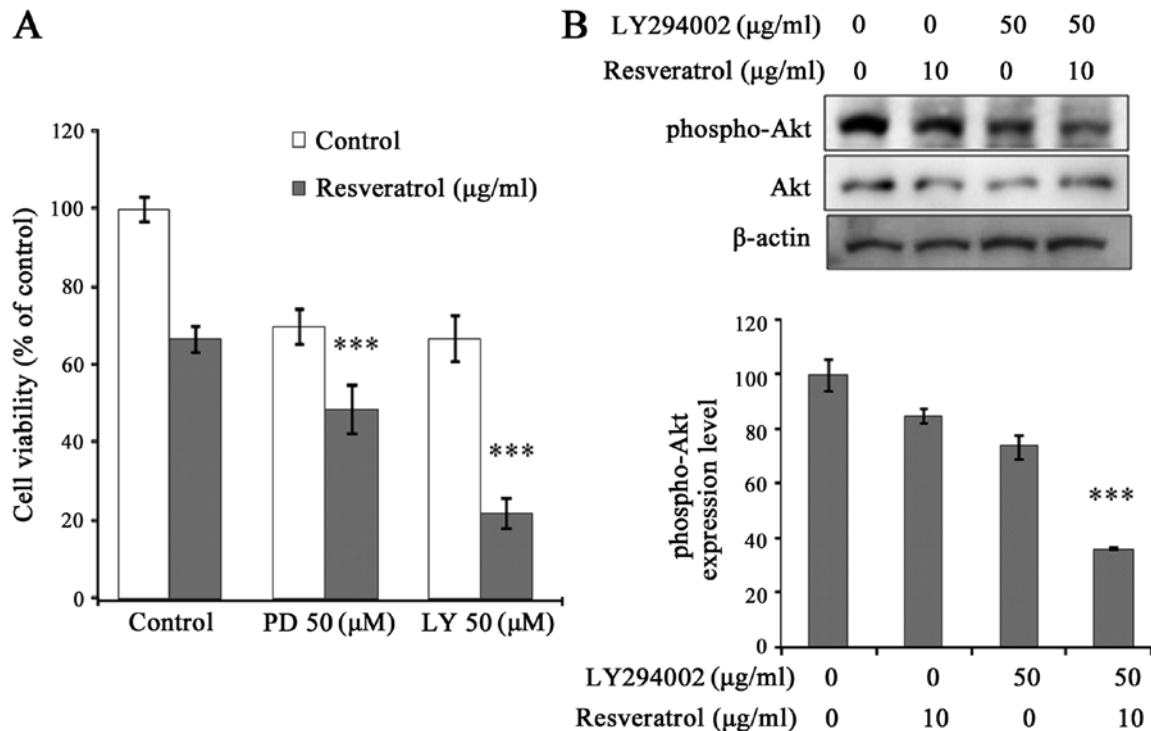 A
Cell viability (% of control)
120
100
80
60
40
20
0
Control
Resveratrol (μg/ml)
***
***
Control PD 50 (μM) LY 50 (μM)
B
LY294002 (μg/ml) 0 0 50 50
Resveratrol (μg/ml) 0 10 0 10
phospho-Akt
Akt
β-actin
phospho-Akt
expression level
120
100
80
60
40
20
0
***
LY294002 (μg/ml) 0 0 50 50
Resveratrol (μg/ml) 0 10 0 10